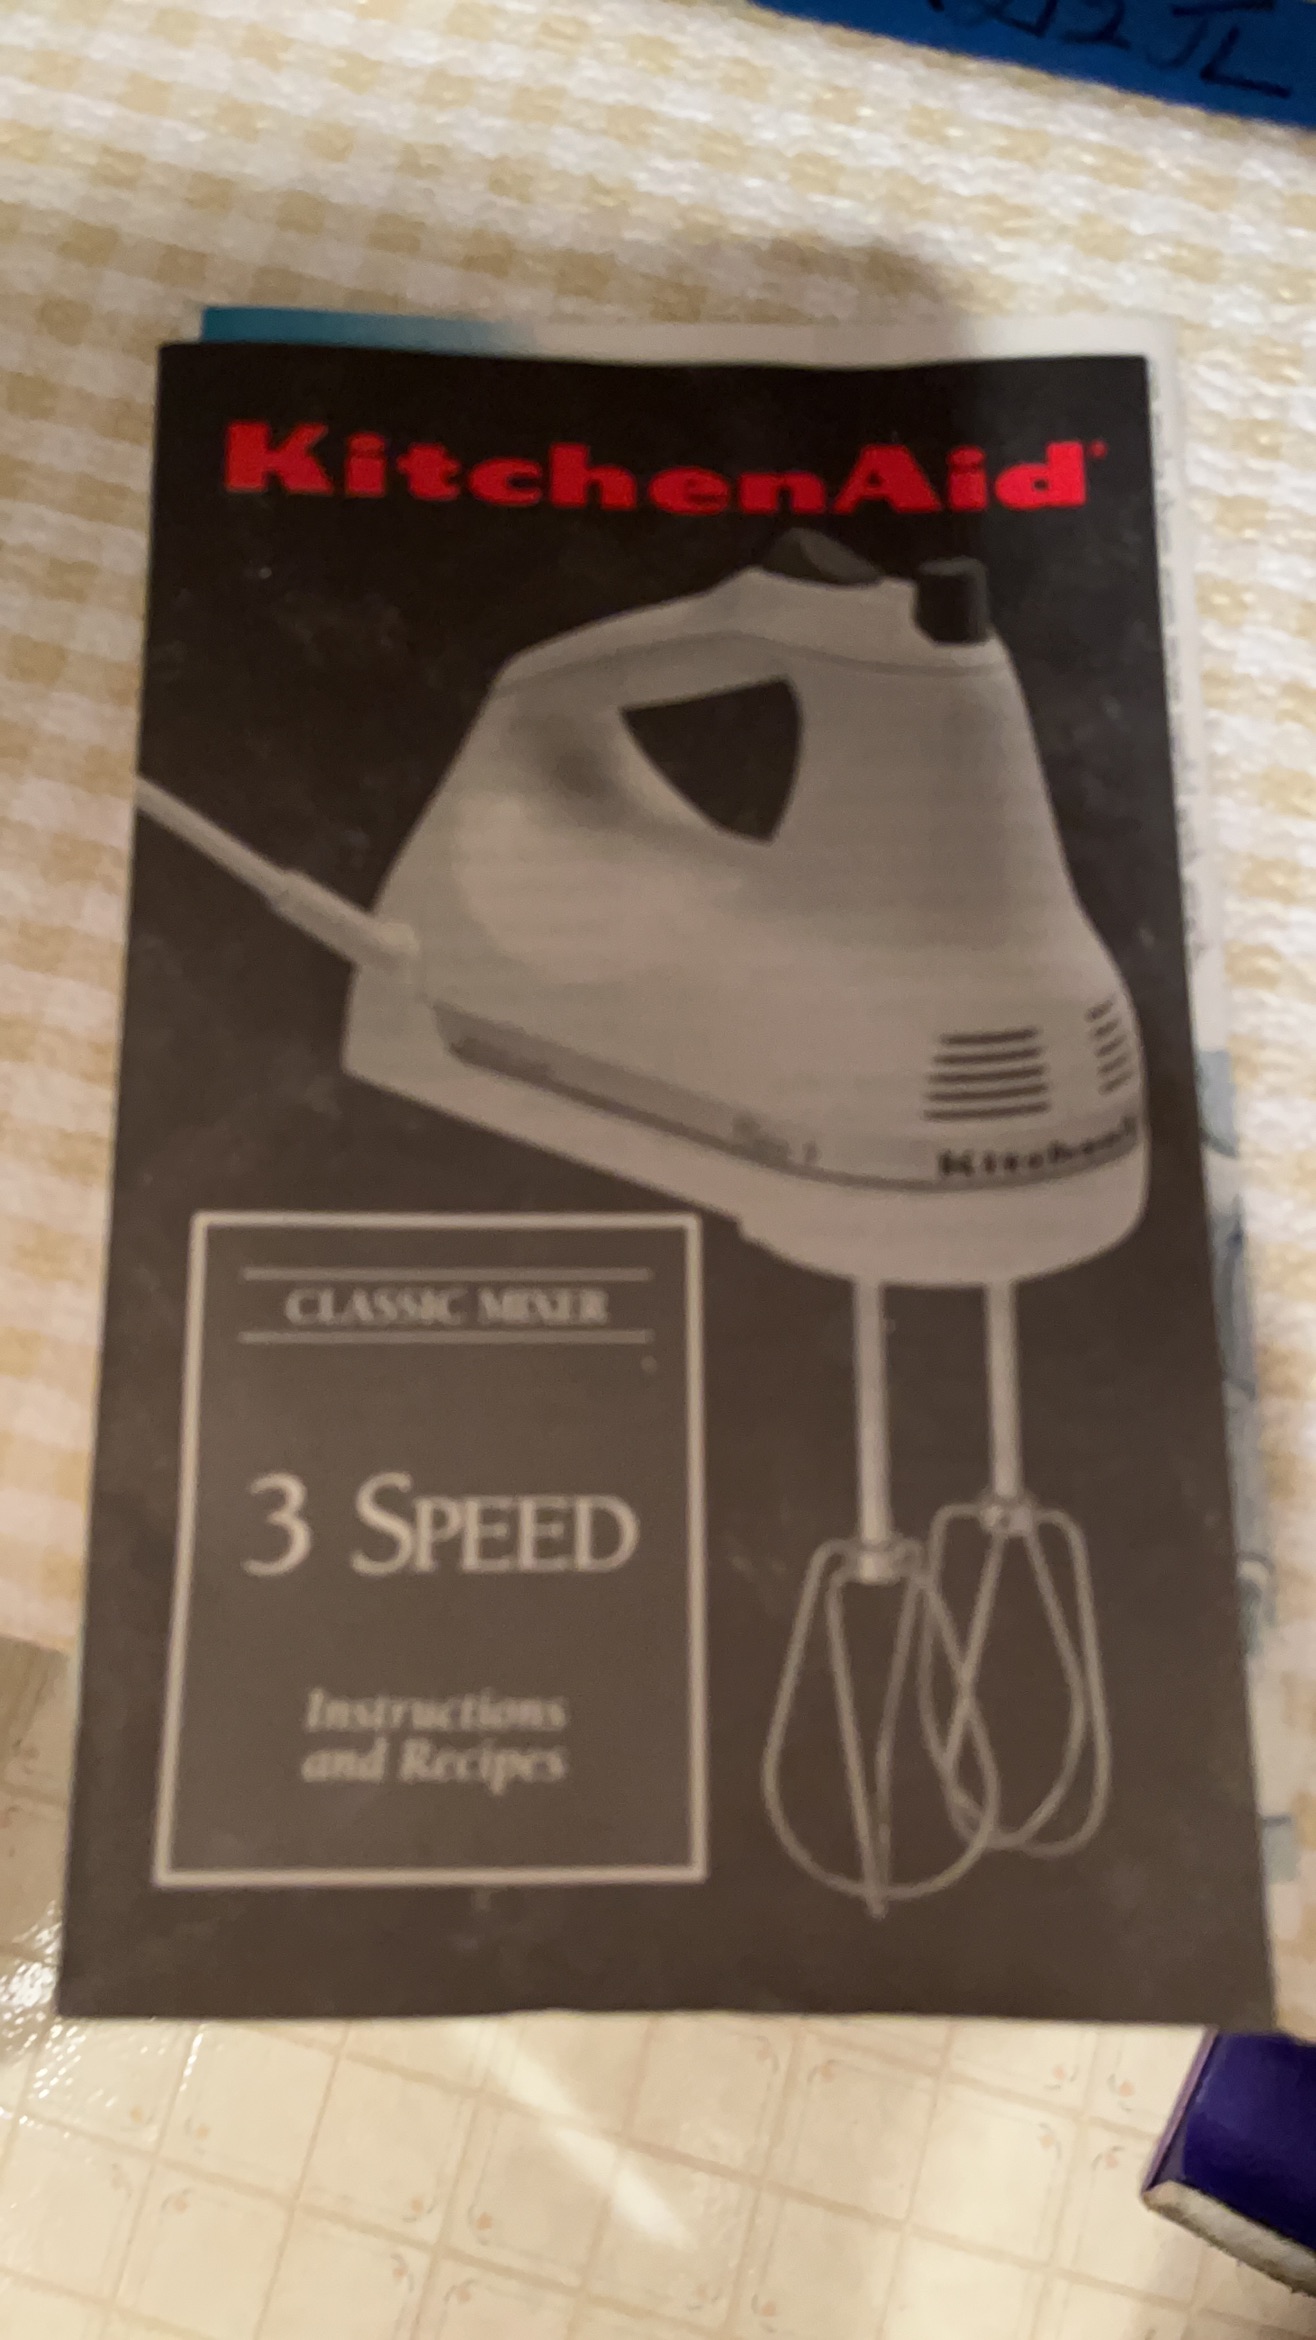 KitchenAid
CLASSIC MIXER
3 SPEED
Instructions
and Recipes